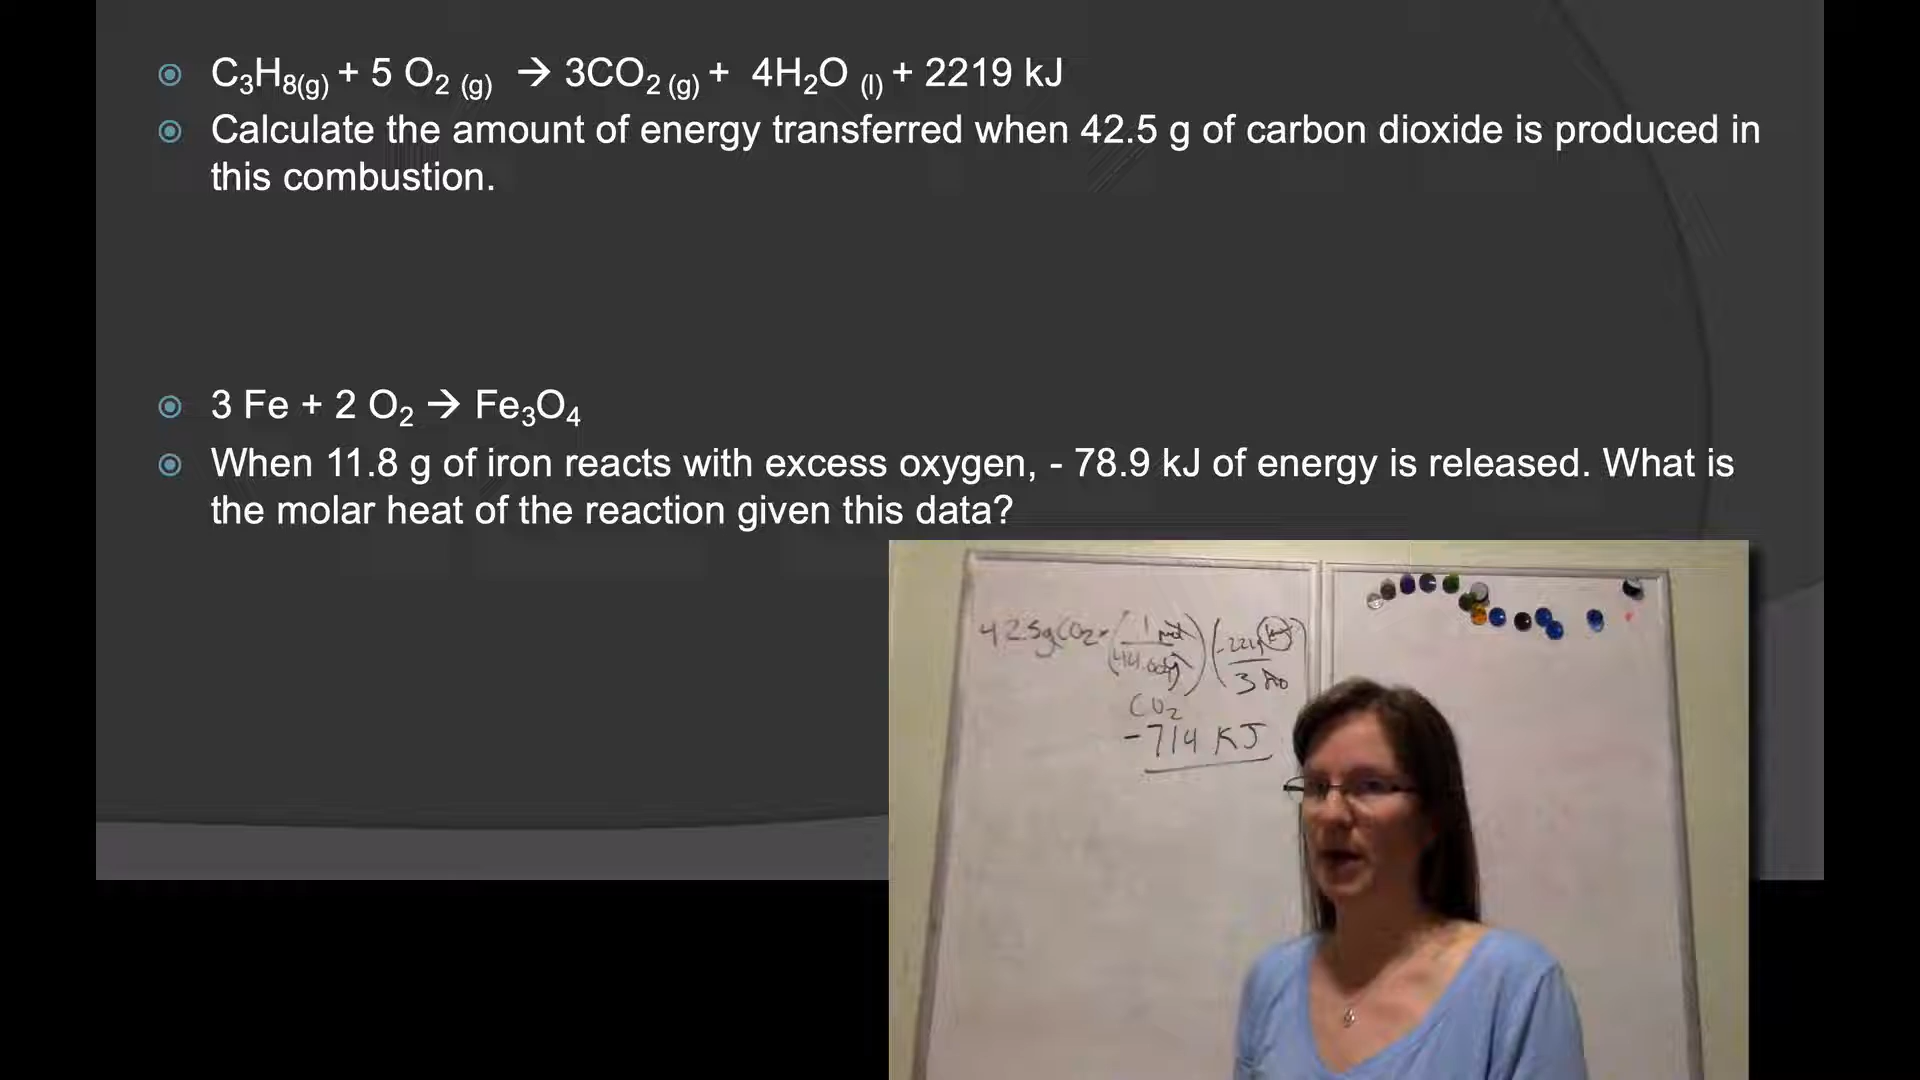 C₃H₈(g) + 5 O₂ (g) → 3CO₂ (g) + 4H₂O (l) + 2219 kJ
Calculate the amount of energy transferred when 42.5 g of carbon dioxide is produced in
this combustion.
3 Fe + 2 O₂ → Fe₃O₄
When 11.8 g of iron reacts with excess oxygen, - 78.9 kJ of energy is released. What is
the molar heat of the reaction given this data?
42.5g CO₂ × (1 mol
3
CO₂
-714 KJ